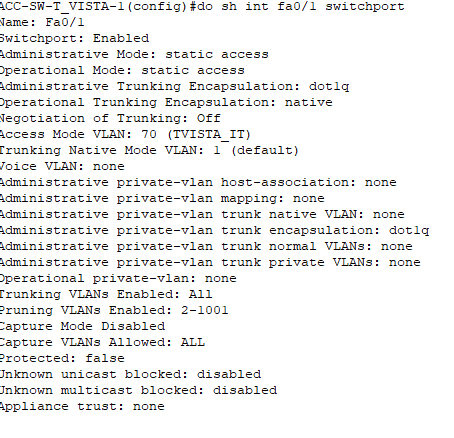 ACC-SW-T_VISTA-1(config)#do sh int fa0/1 switchport
Name: Fa0/1
Switchport: Enabled
Administrative Mode: static access
Operational Mode: static access
Administrative Trunking Encapsulation: dot1q
Operational Trunking Encapsulation: native
Negotiation of Trunking: Off
Access Mode VLAN: 70 (TVISTA_IT)
Trunking Native Mode VLAN: 1 (default)
Voice VLAN: none
Administrative private-vlan host-association: none
Administrative private-vlan mapping: none
Administrative private-vlan trunk native VLAN: none
Administrative private-vlan trunk encapsulation: dot1q
Administrative private-vlan trunk normal VLANs: none
Administrative private-vlan trunk private VLANs: none
Operational private-vlan: none
Trunking VLANs Enabled: All
Pruning VLANs Enabled: 2-1001
Capture Mode Disabled
Capture VLANs Allowed: ALL
Protected: false
Unknown unicast blocked: disabled
Unknown multicast blocked: disabled
Appliance trust: none